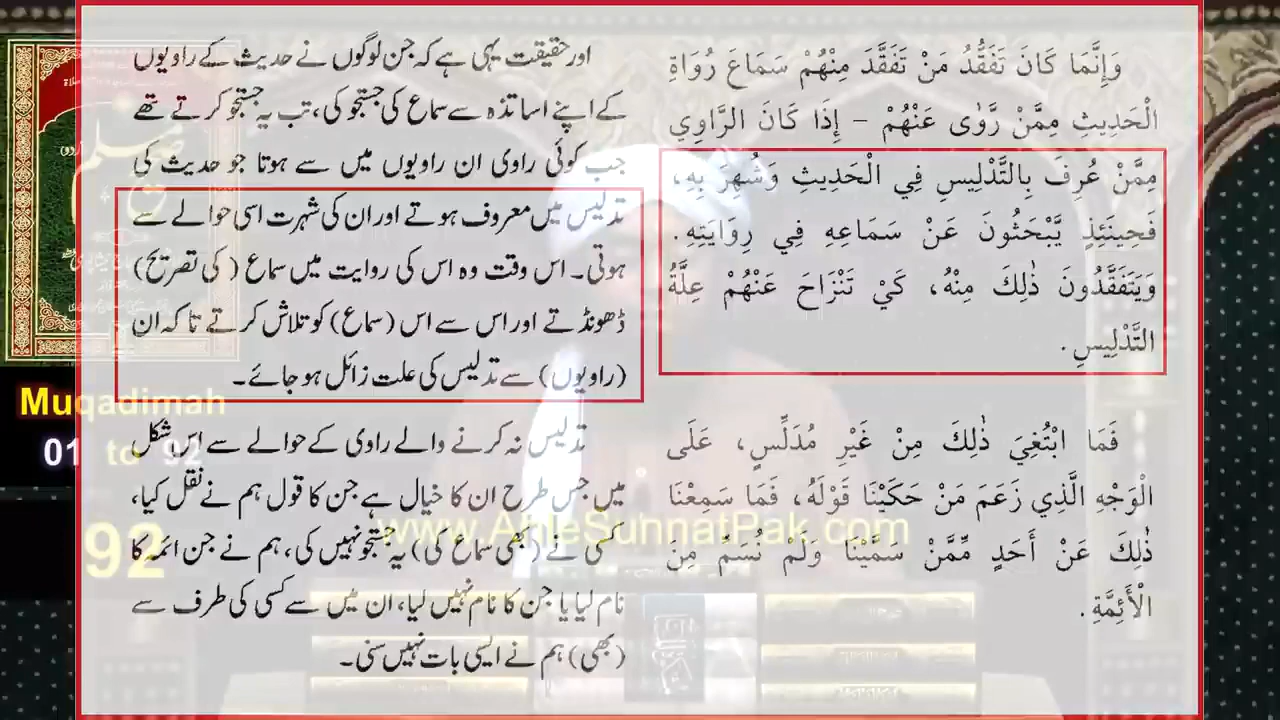 وَإِنَّمَا كَانَ تَفَقُّدُ مَنْ تَفَقَّدَ مِنْهُمْ سَمَاعَ رُوَاةِ
الْحَدِيثِ مِمَّنْ رَّوٰى عَنْهُمْ – إِذَا كَانَ الرَّاوِي
مِمَّنْ عُرِفَ بِالتَّدْلِيسِ فِي الْحَدِيثِ وَشُهِرَ بِهِ،
فَحِينَئِذٍ يَّبْحَثُونَ عَنْ سَمَاعِهِ فِي رِوَايَتِهِ.
وَيَتَفَقَّدُونَ ذٰلِكَ مِنْهُ، كَيْ تَنْزَاحَ عَنْهُمْ عِلَّةُ
التَّدْلِيسِ.
فَمَا ابْتُغِيَ ذٰلِكَ مِنْ غَيْرِ مُدَلِّسٍ، عَلَى
الْوَجْهِ الَّذِي زَعَمَ مَنْ حَكَيْنَا قَوْلَهُ، فَمَا سَمِعْنَا
ذٰلِكَ عَنْ أَحَدٍ مِّمَّنْ سَمَّيْنَا وَلَمْ نُسَمِّ مِنَ
الْأَئِمَّةِ.
اور حقیقت یہی ہے کہ جن لوگوں نے حدیث کے راویوں
کے اپنے اساتذہ سے سماع کی جستجو کی، تب یہ جستجو کرتے تھے
جب کوئی راوی ان راویوں میں سے ہوتا جو حدیث کی
تدلیس میں معروف ہوتے اور ان کی شہرت اسی حوالے سے
ہوتی۔ اس وقت وہ اس کی روایت میں سماع (کی تصریح)
ڈھونڈتے اور اس سے اس (سماع) کو تلاش کرتے تاکہ ان
(راویوں) سے تدلیس کی علت زائل ہو جائے۔
تدلیس نہ کرنے والے راوی کے حوالے سے اس شکل
میں جس طرح ان کا خیال ہے جن کا قول ہم نے نقل کیا،
کسی نے (بھی سماع کی) یہ جستجو نہیں کی، ہم نے جن ائمہ کا
نام لیا یا جن کا نام نہیں لیا، ان میں سے کسی کی طرف سے
(بھی) ہم نے ایسی بات نہیں سنی۔
Muqadimah
01 to 92
92
www.AhleSunnatPak.com